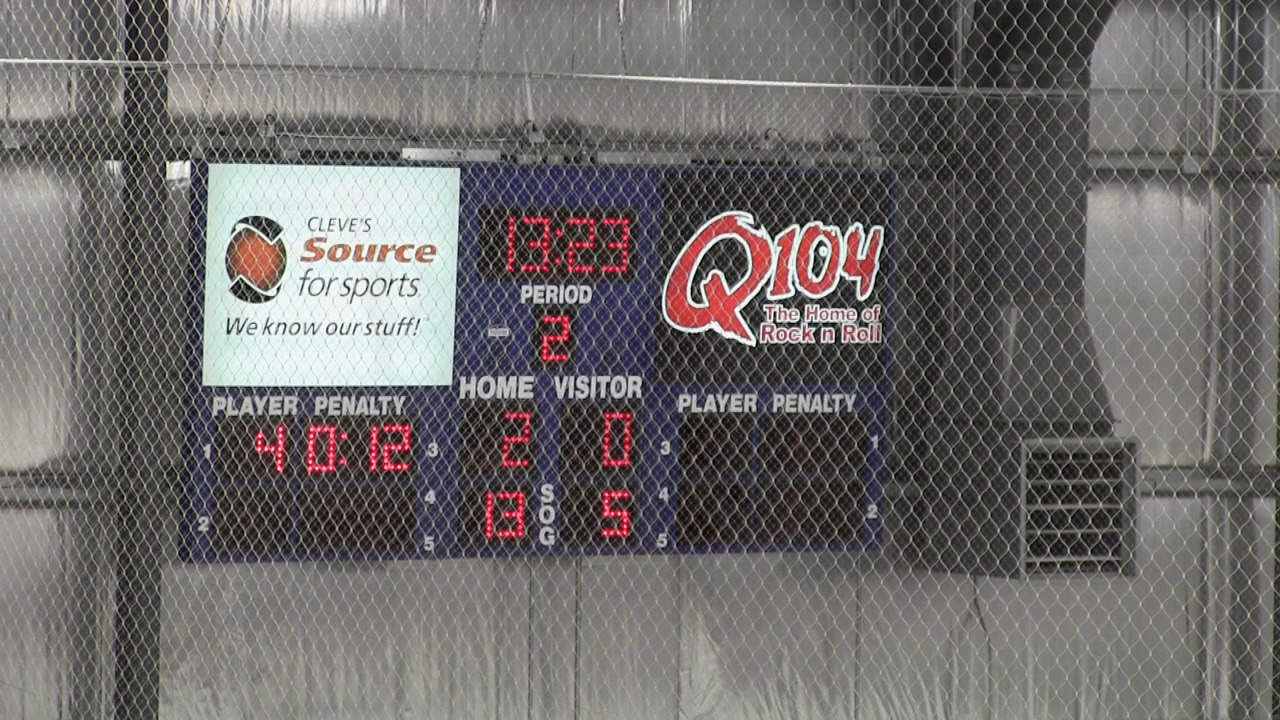 CLEVE'S
Source
for sports
We know our stuff!
13:23
PERIOD
2
Q104
The Home of
Rock n Roll
HOME VISITOR
2 0
13 SOG 5
PLAYER PENALTY
1 4 0:12 3
2 4
5
PLAYER PENALTY
3 1
4 2
5